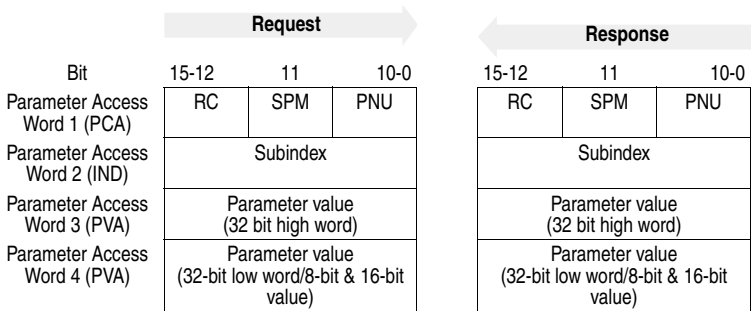 Request
Response
Bit 15-12 11 10-0 15-12 11 10-0
Parameter Access
Word 1 (PCA)
RC SPM PNU RC SPM PNU
Parameter Access
Word 2 (IND)
Subindex Subindex
Parameter Access
Word 3 (PVA)
Parameter value
(32 bit high word)
Parameter value
(32 bit high word)
Parameter Access
Word 4 (PVA)
Parameter value
(32-bit low word/8-bit & 16-bit
value)
Parameter value
(32-bit low word/8-bit & 16-bit
value)